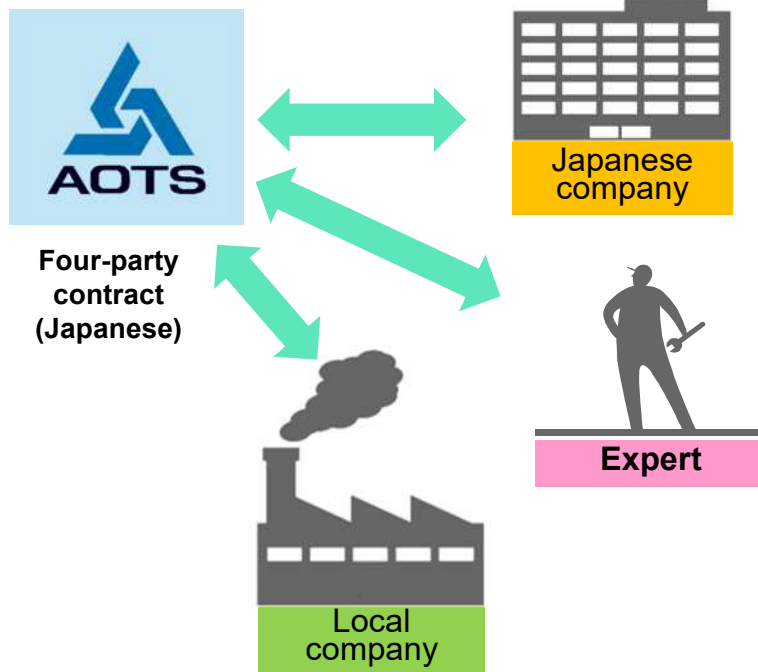 AOTS
Four-party
contract
(Japanese)
Japanese
company
Expert
Local
company